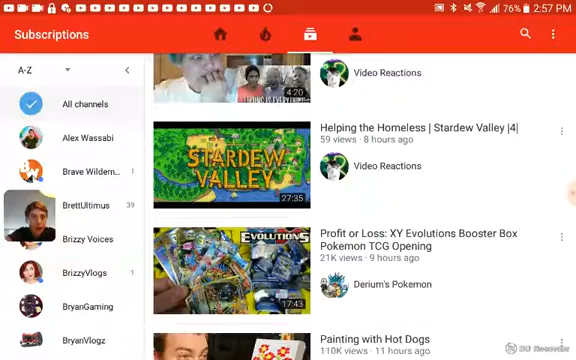 76% 2:57 PM
Subscriptions
A-Z
All channels
Alex Wassabi
Brave Wildern...
1
BrettUltimus
39
Brizzy Voices
BrizzyVlogs
1
BryanGaming
BryanVlogz
4:20
Video Reactions
STARDEW
VALLEY
27:35
Helping the Homeless | Stardew Valley |4|
59 views · 8 hours ago
Video Reactions
EVOLUTIONS
17:43
Profit or Loss: XY Evolutions Booster Box
Pokemon TCG Opening
21K views · 9 hours ago
Derium's Pokemon
Painting with Hot Dogs
110K views · 11 hours ago
DU Recorder